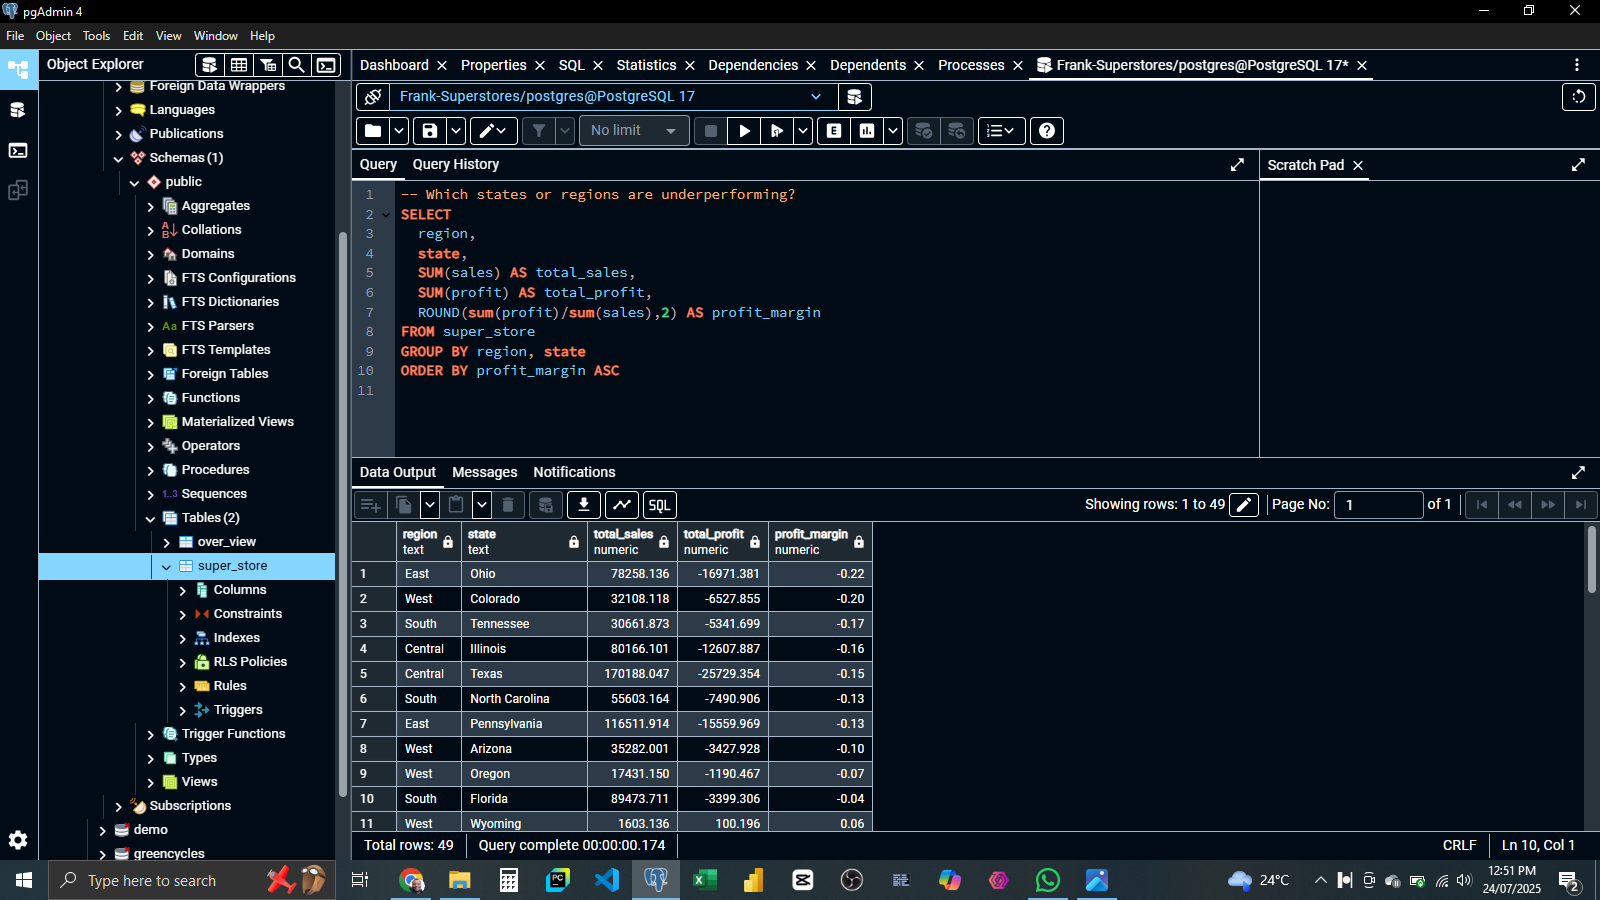 pgAdmin 4
File Object Tools Edit View Window Help
Object Explorer
Dashboard Properties SQL Statistics Dependencies Dependents Processes Frank-Superstores/postgres@PostgreSQL 17*
Foreign Data Wrappers
Languages
Publications
Schemas (1)
public
Aggregates
Collations
Domains
FTS Configurations
FTS Dictionaries
Aa FTS Parsers
FTS Templates
Foreign Tables
Functions
Materialized Views
Operators
Procedures
1..3 Sequences
Tables (2)
over_view
super_store
Columns
Constraints
Indexes
RLS Policies
Rules
Triggers
Trigger Functions
Types
Views
Subscriptions
demo
greencycles
Frank-Superstores/postgres@PostgreSQL 17
No limit
E
Query Query History
Scratch Pad
1 -- Which states or regions are underperforming?
2 SELECT
3 region,
4 state,
5 SUM(sales) AS total_sales,
6 SUM(profit) AS total_profit,
7 ROUND(sum(profit)/sum(sales),2) AS profit_margin
8 FROM super_store
9 GROUP BY region, state
10 ORDER BY profit_margin ASC
11
Data Output Messages Notifications
SQL
Showing rows: 1 to 49 Page No: 1 of 1
region state total_sales total_profit profit_margin
text text numeric numeric numeric
1 East Ohio 78258.136 -16971.381 -0.22
2 West Colorado 32108.118 -6527.855 -0.20
3 South Tennessee 30661.873 -5341.699 -0.17
4 Central Illinois 80166.101 -12607.887 -0.16
5 Central Texas 170188.047 -25729.354 -0.15
6 South North Carolina 55603.164 -7490.906 -0.13
7 East Pennsylvania 116511.914 -15559.969 -0.13
8 West Arizona 35282.001 -3427.928 -0.10
9 West Oregon 17431.150 -1190.467 -0.07
10 South Florida 89473.711 -3399.306 -0.04
11 West Wyoming 1603.136 100.196 0.06
Total rows: 49 Query complete 00:00:00.174
CRLF Ln 10, Col 1
Type here to search
PC
24°C
12:51 PM
24/07/2025
2